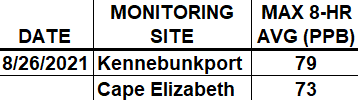 DATE MONITORING SITE MAX 8-HR AVG (PPB)
8/26/2021 Kennebunkport 79
Cape Elizabeth 73